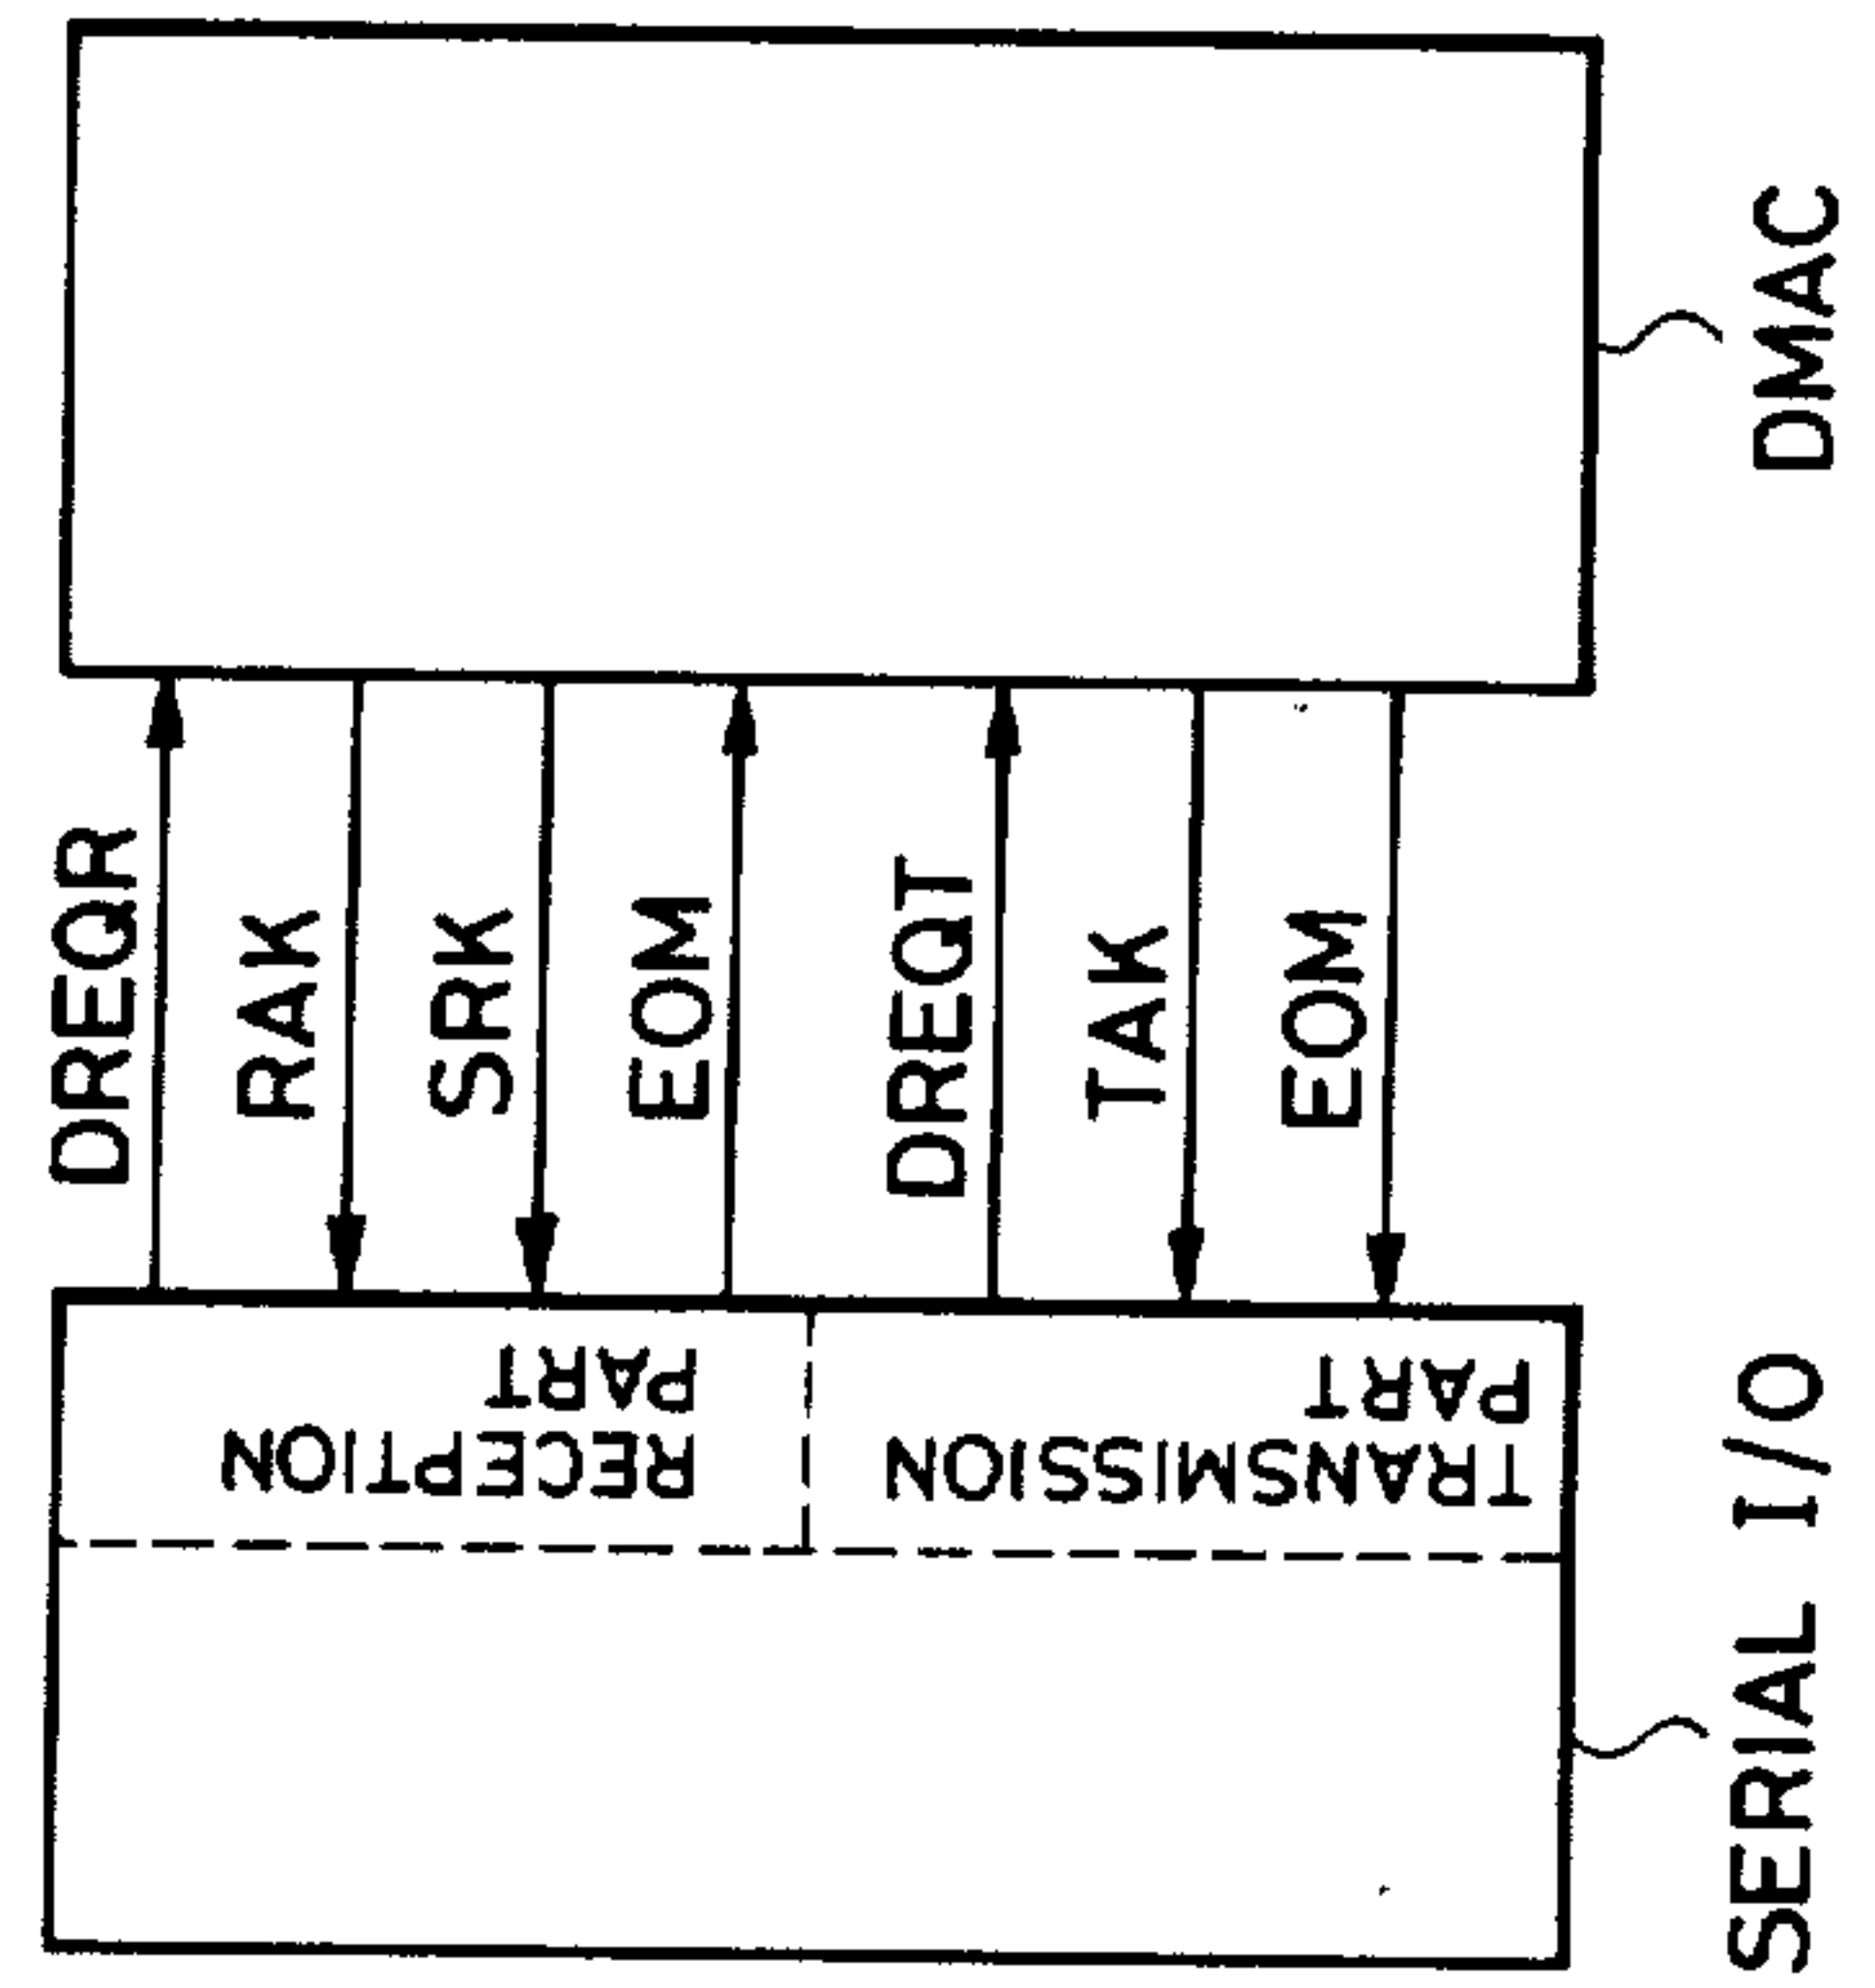 DREQR
RAK
SRK
EOM
DREQT
TAK
EOM
RECEPTION
PART
TRANSMISSION
PART
SERIAL I/O
DMAC